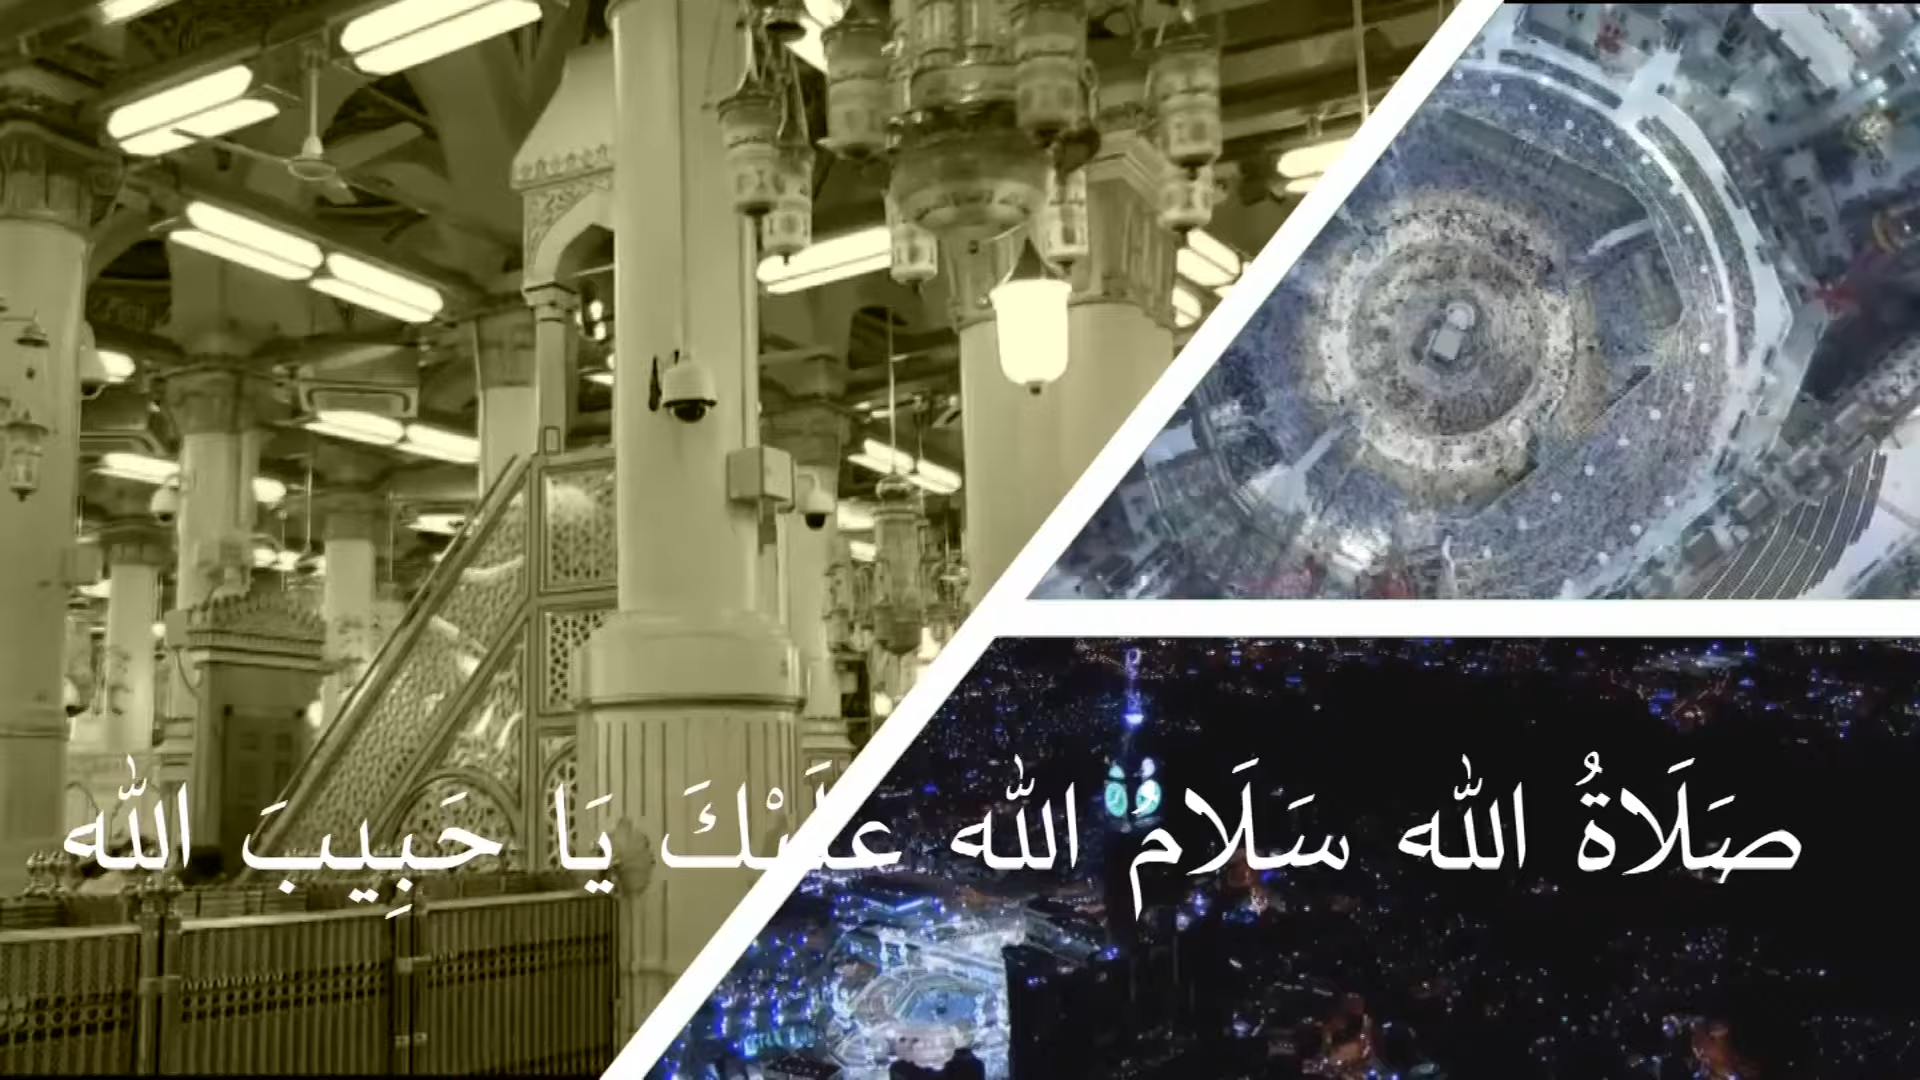 صَلَاةُ اللّٰه سَلَامُ اللّٰه عَلَيْكَ يَا حَبِيبَ اللّٰه